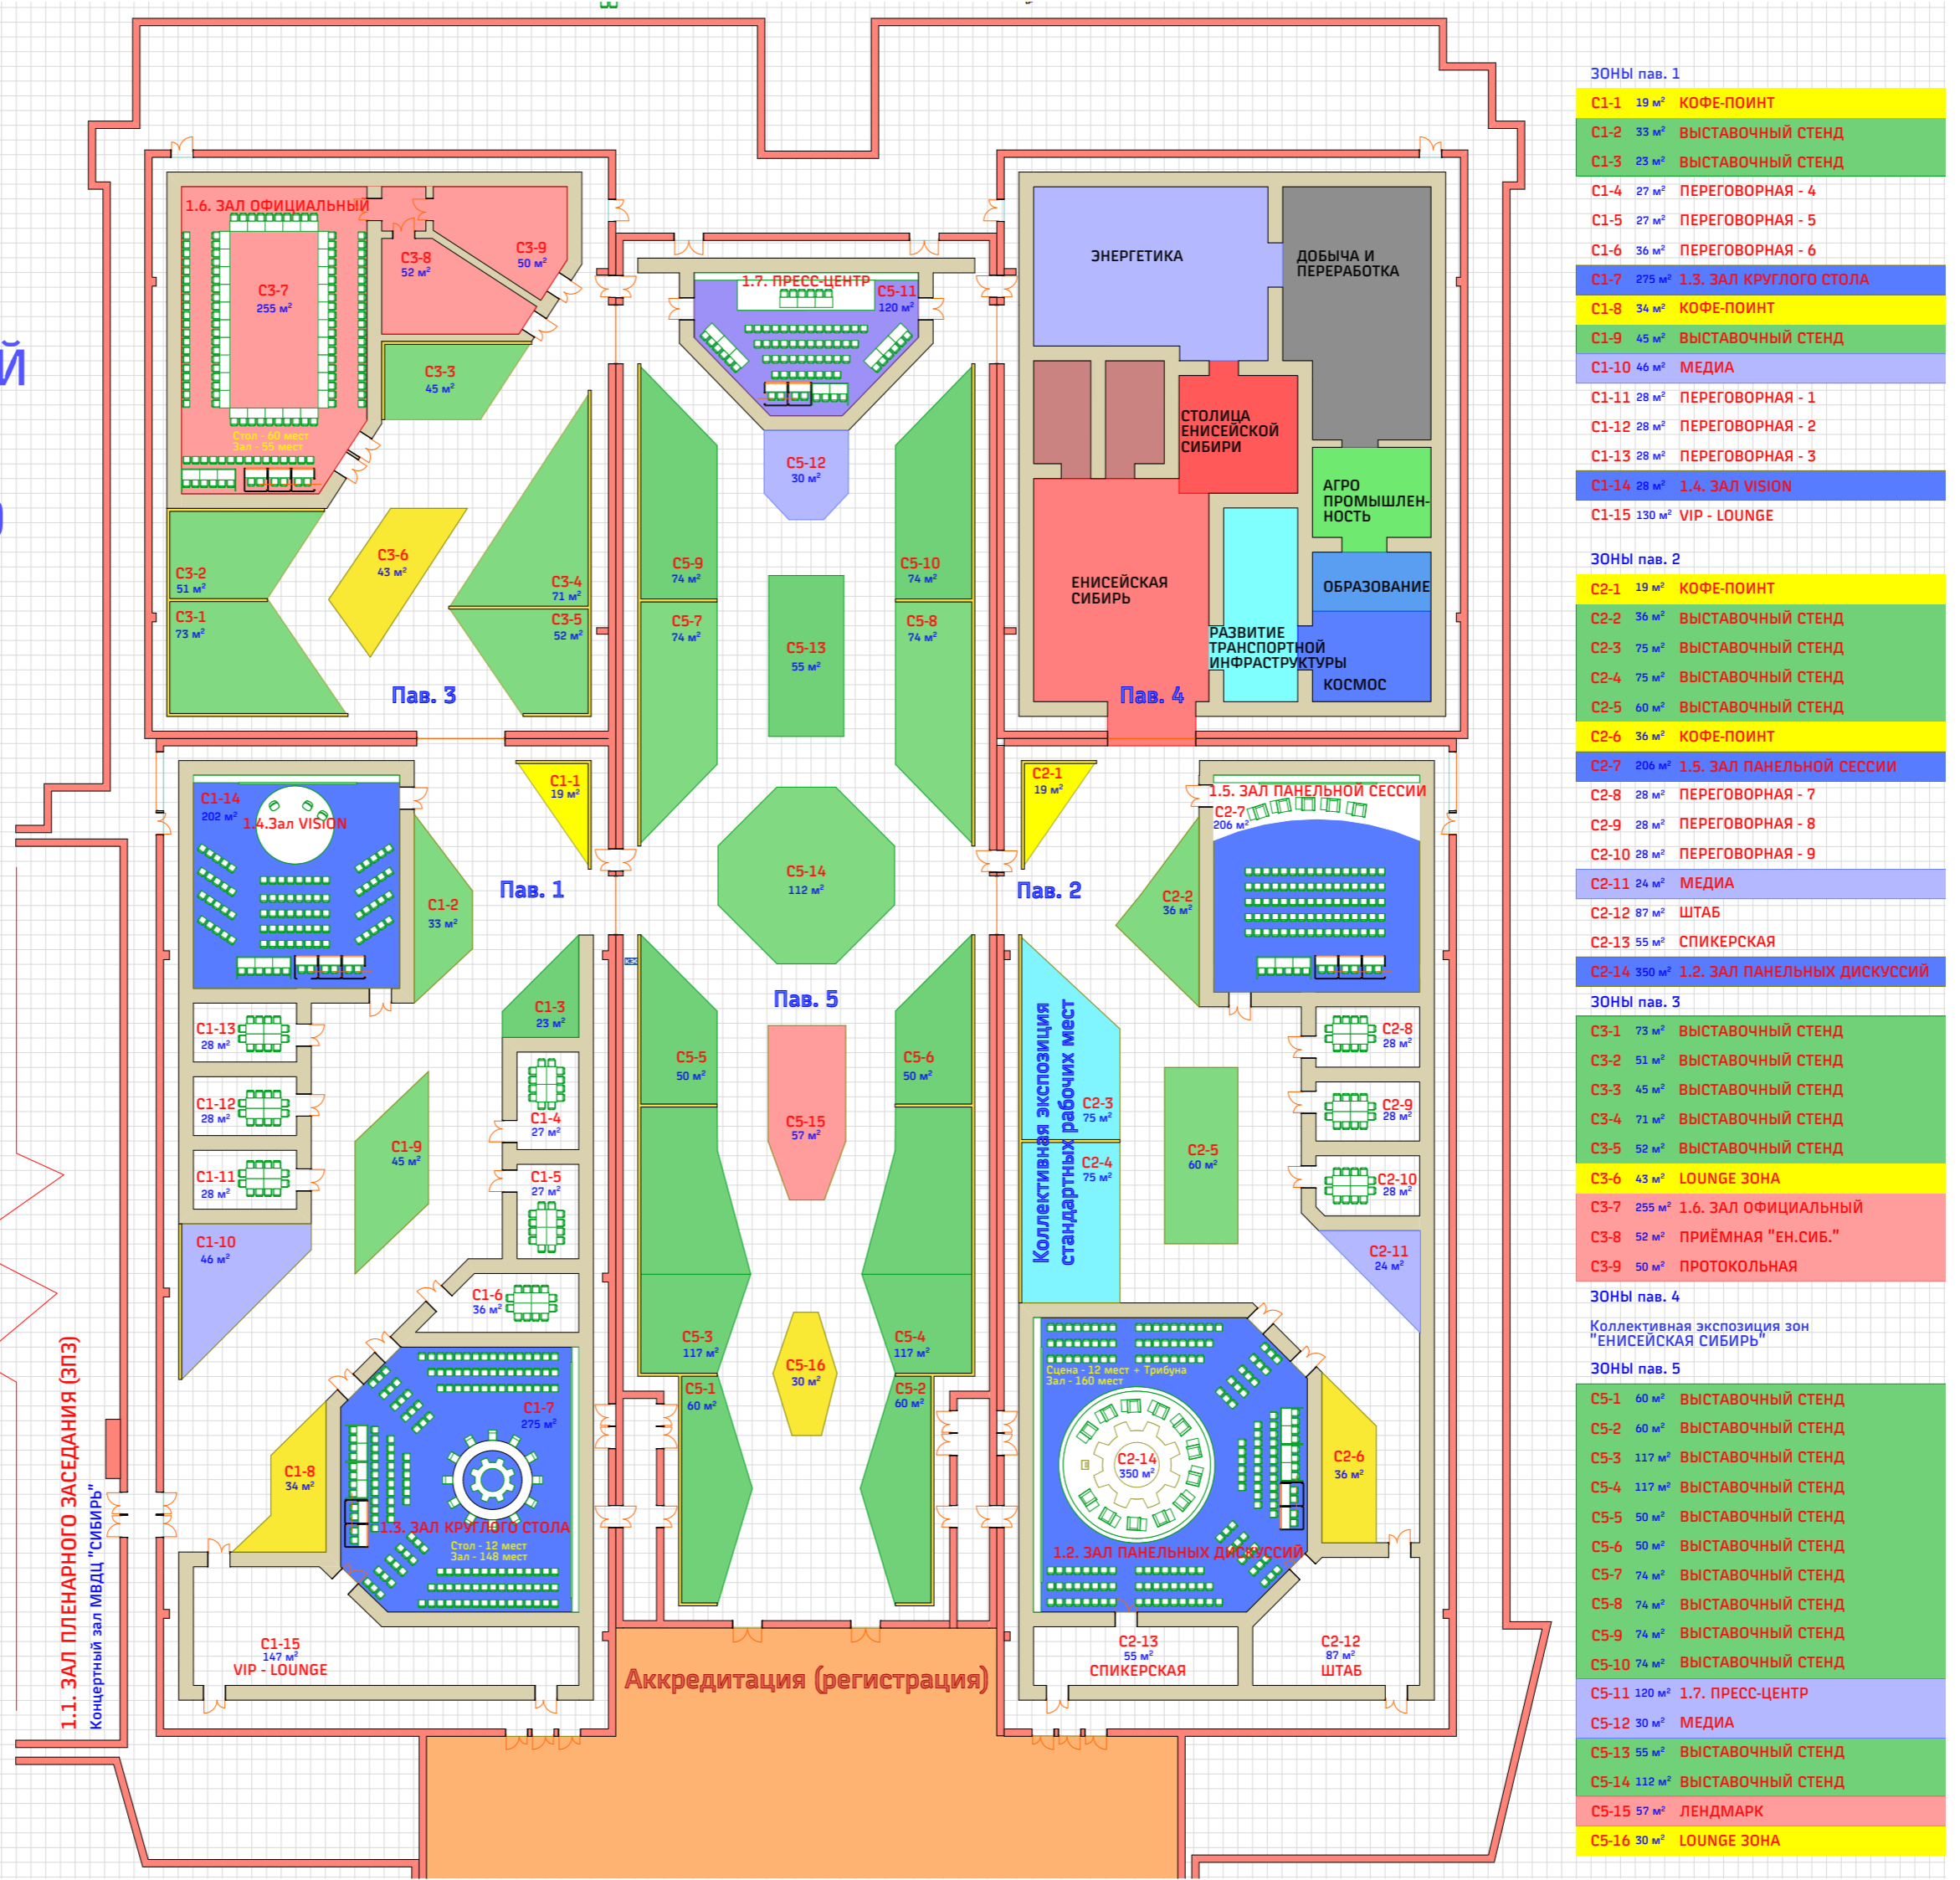 Й
1.6. ЗАЛ ОФИЦИАЛЬНЫЙ
С3-7
255 м²
Стол - 60 мест
Зал - 55 мест
С3-8
52 м²
С3-9
50 м²
С3-3
45 м²
С3-6
43 м²
С3-2
51 м²
С3-1
73 м²
С3-4
71 м²
С3-5
52 м²
Пав. 3
1.7. ПРЕСС-ЦЕНТР
С5-11
120 м²
С5-12
30 м²
С5-9
74 м²
С5-10
74 м²
С5-7
74 м²
С5-8
74 м²
С5-13
55 м²
С5-14
112 м²
Пав. 5
С5-5
50 м²
С5-6
50 м²
С5-15
57 м²
С5-3
117 м²
С5-4
117 м²
С5-16
30 м²
С5-1
60 м²
С5-2
60 м²
Аккредитация (регистрация)
ЭНЕРГЕТИКА
ДОБЫЧА И
ПЕРЕРАБОТКА
СТОЛИЦА
ЕНИСЕЙСКОЙ
СИБИРИ
АГРО
ПРОМЫШЛЕН-
НОСТЬ
ЕНИСЕЙСКАЯ
СИБИРЬ
ОБРАЗОВАНИЕ
РАЗВИТИЕ
ТРАНСПОРТНОЙ
ИНФРАСТРУКТУРЫ
КОСМОС
Пав. 4
С1-14
202 м²
1.4.Зал VISION
С1-1
19 м²
С1-2
33 м²
Пав. 1
С1-3
23 м²
С1-13
28 м²
С1-12
28 м²
С1-11
28 м²
С1-4
27 м²
С1-5
27 м²
С1-9
45 м²
С1-10
46 м²
С1-6
36 м²
С1-7
275 м²
С1-8
34 м²
1.3. ЗАЛ КРУГЛОГО СТОЛА
Стол - 12 мест
Зал - 148 мест
С1-15
147 м²
VIP - LOUNGE
1.1. ЗАЛ ПЛЕНАРНОГО ЗАСЕДАНИЯ (ЗПЗ)
Концертный зал МВДЦ "СИБИРЬ"
С2-1
19 м²
1.5. ЗАЛ ПАНЕЛЬНОЙ СЕССИИ
С2-7
206 м²
Пав. 2
С2-2
36 м²
Коллективная экспозиция
стандартных рабочих мест
С2-3
75 м²
С2-4
75 м²
С2-5
60 м²
С2-8
28 м²
С2-9
28 м²
С2-10
28 м²
С2-11
24 м²
Сцена - 12 мест + Трибуна
Зал - 160 мест
С2-14
350 м²
1.2. ЗАЛ ПАНЕЛЬНЫХ ДИСКУССИЙ
С2-6
36 м²
С2-13
55 м²
СПИКЕРСКАЯ
С2-12
87 м²
ШТАБ
ЗОНЫ пав. 1
С1-1 19 м² КОФЕ-ПОИНТ
С1-2 33 м² ВЫСТАВОЧНЫЙ СТЕНД
С1-3 23 м² ВЫСТАВОЧНЫЙ СТЕНД
С1-4 27 м² ПЕРЕГОВОРНАЯ - 4
С1-5 27 м² ПЕРЕГОВОРНАЯ - 5
С1-6 36 м² ПЕРЕГОВОРНАЯ - 6
С1-7 275 м² 1.3. ЗАЛ КРУГЛОГО СТОЛА
С1-8 34 м² КОФЕ-ПОИНТ
С1-9 45 м² ВЫСТАВОЧНЫЙ СТЕНД
С1-10 46 м² МЕДИА
С1-11 28 м² ПЕРЕГОВОРНАЯ - 1
С1-12 28 м² ПЕРЕГОВОРНАЯ - 2
С1-13 28 м² ПЕРЕГОВОРНАЯ - 3
С1-14 28 м² 1.4. ЗАЛ VISION
С1-15 130 м² VIP - LOUNGE
ЗОНЫ пав. 2
С2-1 19 м² КОФЕ-ПОИНТ
С2-2 36 м² ВЫСТАВОЧНЫЙ СТЕНД
С2-3 75 м² ВЫСТАВОЧНЫЙ СТЕНД
С2-4 75 м² ВЫСТАВОЧНЫЙ СТЕНД
С2-5 60 м² ВЫСТАВОЧНЫЙ СТЕНД
С2-6 36 м² КОФЕ-ПОИНТ
С2-7 206 м² 1.5. ЗАЛ ПАНЕЛЬНОЙ СЕССИИ
С2-8 28 м² ПЕРЕГОВОРНАЯ - 7
С2-9 28 м² ПЕРЕГОВОРНАЯ - 8
С2-10 28 м² ПЕРЕГОВОРНАЯ - 9
С2-11 24 м² МЕДИА
С2-12 87 м² ШТАБ
С2-13 55 м² СПИКЕРСКАЯ
С2-14 350 м² 1.2. ЗАЛ ПАНЕЛЬНЫХ ДИСКУССИЙ
ЗОНЫ пав. 3
С3-1 73 м² ВЫСТАВОЧНЫЙ СТЕНД
С3-2 51 м² ВЫСТАВОЧНЫЙ СТЕНД
С3-3 45 м² ВЫСТАВОЧНЫЙ СТЕНД
С3-4 71 м² ВЫСТАВОЧНЫЙ СТЕНД
С3-5 52 м² ВЫСТАВОЧНЫЙ СТЕНД
С3-6 43 м² LOUNGE ЗОНА
С3-7 255 м² 1.6. ЗАЛ ОФИЦИАЛЬНЫЙ
С3-8 52 м² ПРИЁМНАЯ "ЕН.СИБ."
С3-9 50 м² ПРОТОКОЛЬНАЯ
ЗОНЫ пав. 4
Коллективная экспозиция зон
"ЕНИСЕЙСКАЯ СИБИРЬ"
ЗОНЫ пав. 5
С5-1 60 м² ВЫСТАВОЧНЫЙ СТЕНД
С5-2 60 м² ВЫСТАВОЧНЫЙ СТЕНД
С5-3 117 м² ВЫСТАВОЧНЫЙ СТЕНД
С5-4 117 м² ВЫСТАВОЧНЫЙ СТЕНД
С5-5 50 м² ВЫСТАВОЧНЫЙ СТЕНД
С5-6 50 м² ВЫСТАВОЧНЫЙ СТЕНД
С5-7 74 м² ВЫСТАВОЧНЫЙ СТЕНД
С5-8 74 м² ВЫСТАВОЧНЫЙ СТЕНД
С5-9 74 м² ВЫСТАВОЧНЫЙ СТЕНД
С5-10 74 м² ВЫСТАВОЧНЫЙ СТЕНД
С5-11 120 м² 1.7. ПРЕСС-ЦЕНТР
С5-12 30 м² МЕДИА
С5-13 55 м² ВЫСТАВОЧНЫЙ СТЕНД
С5-14 112 м² ВЫСТАВОЧНЫЙ СТЕНД
С5-15 57 м² ЛЕНДМАРК
С5-16 30 м² LOUNGE ЗОНА